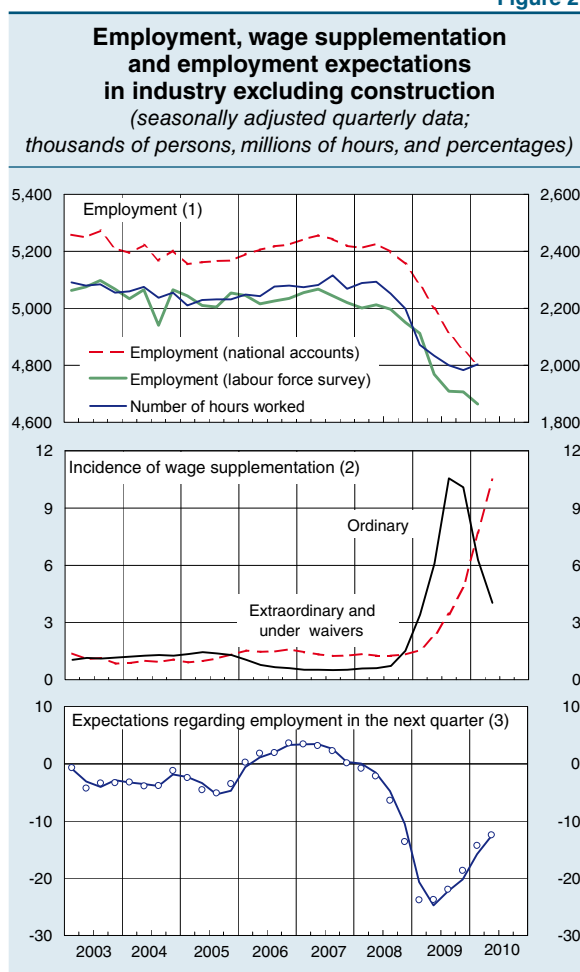 Figure 2
Employment, wage supplementation
and employment expectations
in industry excluding construction
(seasonally adjusted quarterly data;
thousands of persons, millions of hours, and percentages)
5,400 2,600
Employment (1)
5,200 2,400
5,000 2,200
Employment (national accounts)
4,800 2,000
Employment (labour force survey)
Number of hours worked
4,600 1,800
12 12
Incidence of wage supplementation (2)
9 9
Ordinary
6 6
Extraordinary and
under waivers
3 3
0 0
10 10
Expectations regarding employment in the next quarter (3)
0 0
-10 -10
-20 -20
-30 -30
2003 2004 2005 2006 2007 2008 2009 2010